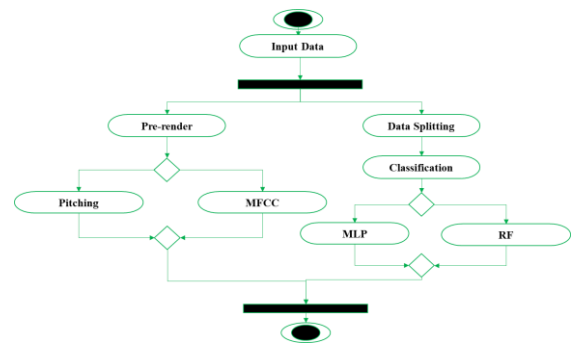 Input Data
Pre-render
Data Splitting
Classification
Pitching
MFCC
MLP
RF